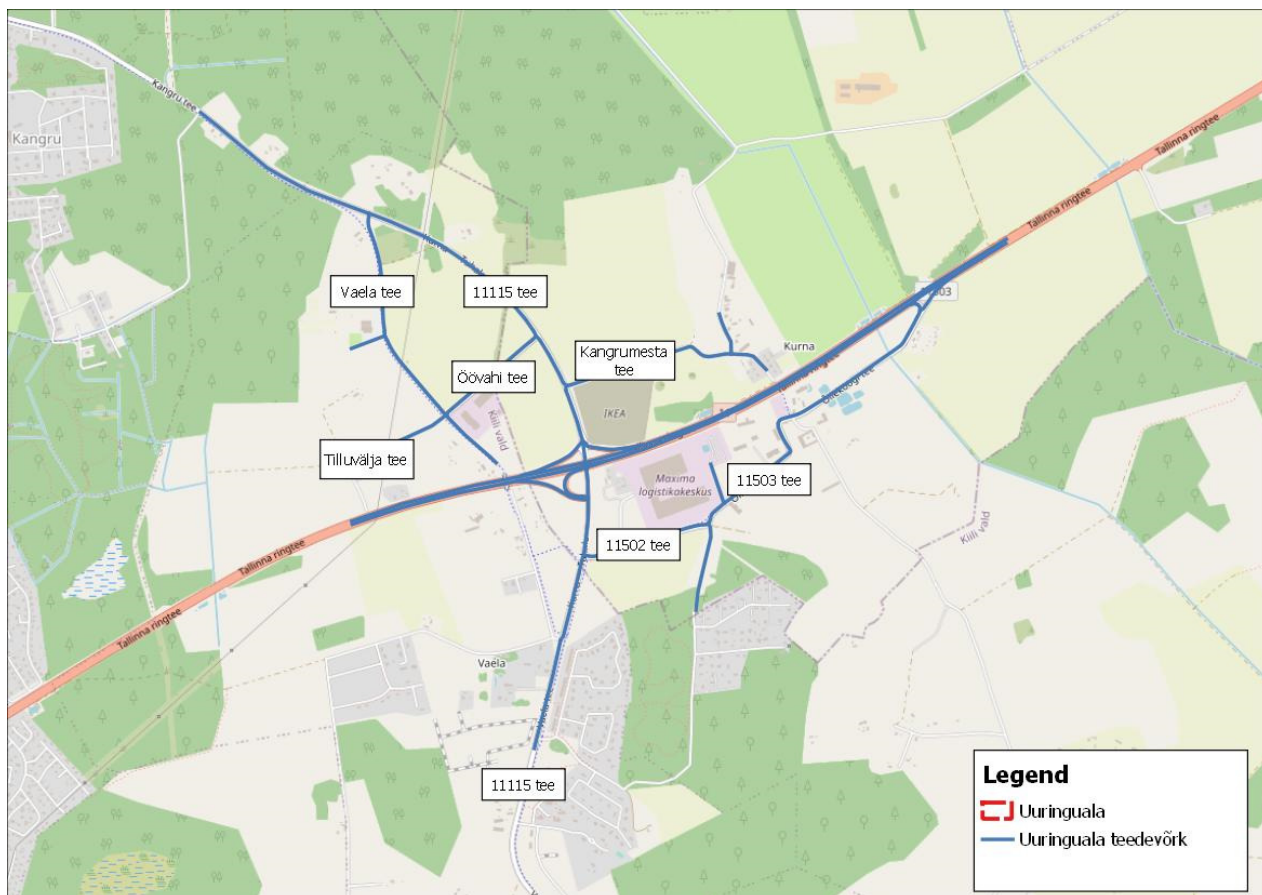 Kangru tee
Kangru
Tallinna ringtee
Vaela tee
11115 tee
Kurna
Öövahi tee
Kangrumesta
tee
IKEA
Kiili vald
Tilluvälja tee
Maxima
logistikakeskus
11503 tee
11502 tee
Kiili vald
Tallinna ringtee
Tallinna ringtee
Vaela
Vaela tee
11115 tee
Legend
Uuringuala
Uuringuala teedevõrk